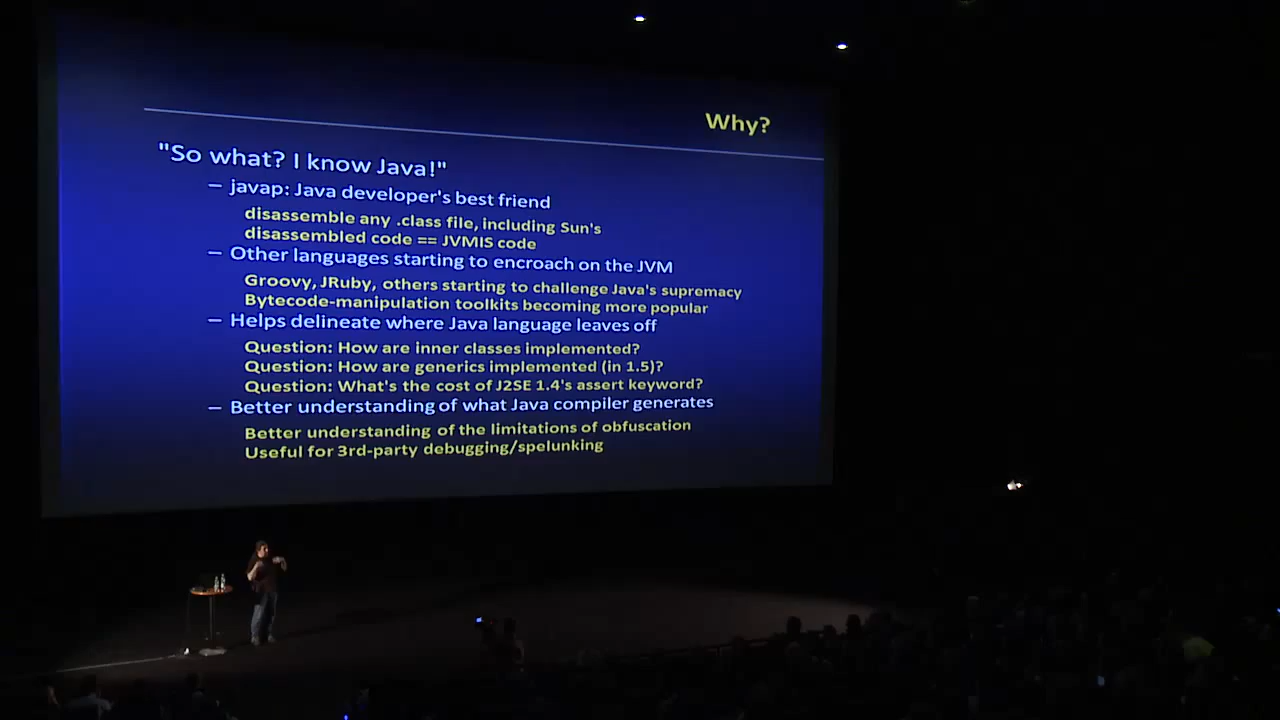 Why?
"So what? I know Java!"
– javap: Java developer's best friend
disassemble any .class file, including Sun's
disassembled code == JVMIS code
– Other languages starting to encroach on the JVM
Groovy, JRuby, others starting to challenge Java's supremacy
Bytecode-manipulation toolkits becoming more popular
– Helps delineate where Java language leaves off
Question: How are inner classes implemented?
Question: How are generics implemented (in 1.5)?
Question: What's the cost of J2SE 1.4's assert keyword?
– Better understanding of what Java compiler generates
Better understanding of the limitations of obfuscation
Useful for 3rd-party debugging/spelunking